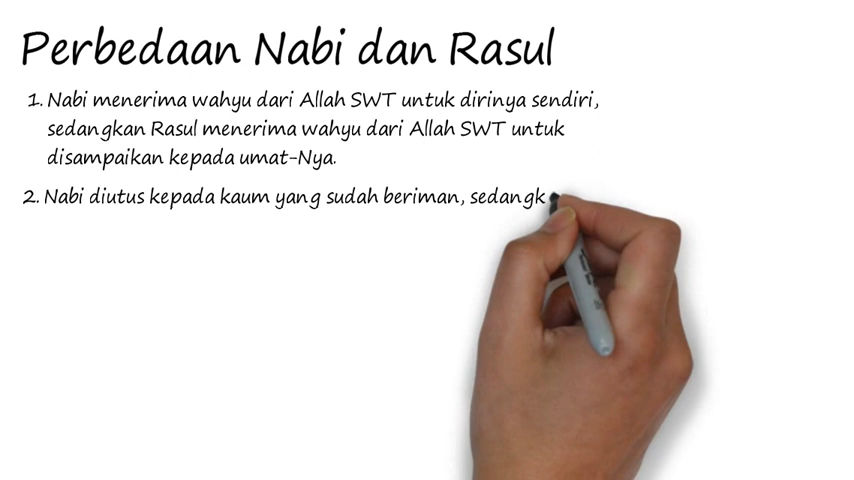 Perbedaan Nabi dan Rasul
1. Nabi menerima wahyu dari Allah SWT untuk dirinya sendiri,
sedangkan Rasul menerima wahyu dari Allah SWT untuk
disampaikan kepada umat-Nya.
2. Nabi diutus kepada kaum yang sudah beriman, sedangk